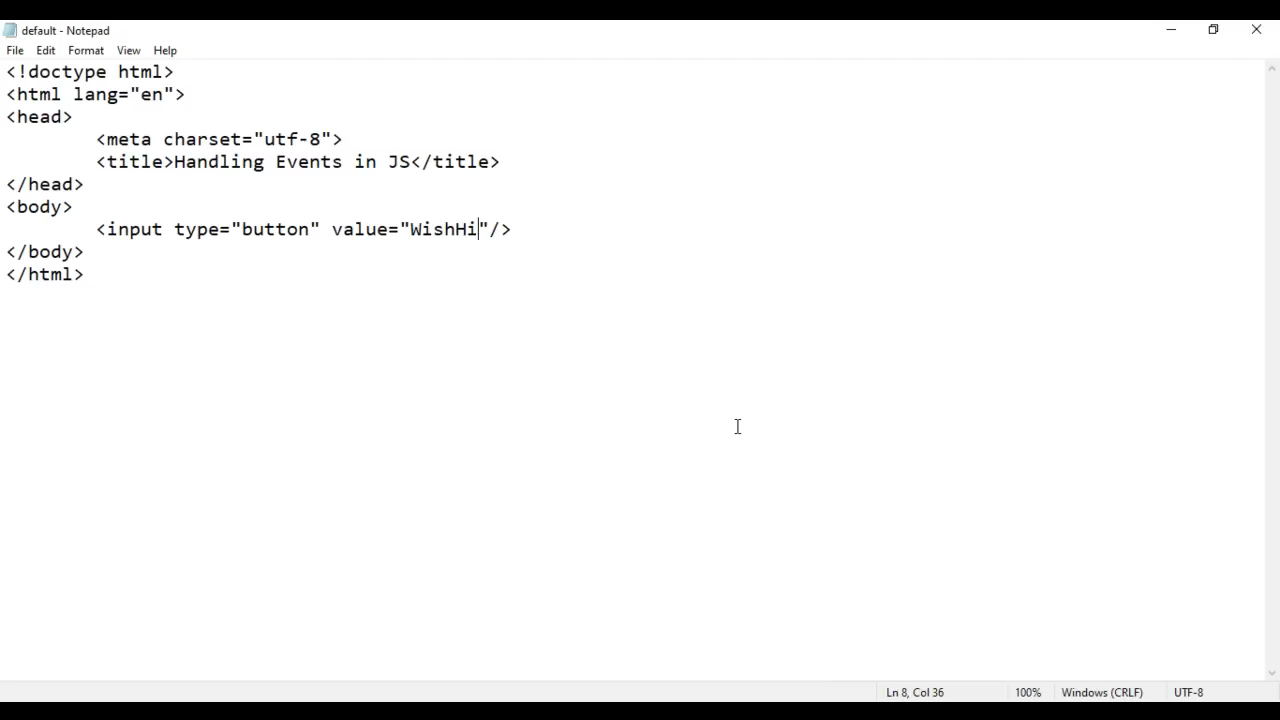 default - Notepad
File Edit Format View Help
<!doctype html>
<html lang="en">
<head>
<meta charset="utf-8">
<title>Handling Events in JS</title>
</head>
<body>
<input type="button" value="WishHi"/>
</body>
</html>
Ln 8, Col 36 100% Windows (CRLF) UTF-8